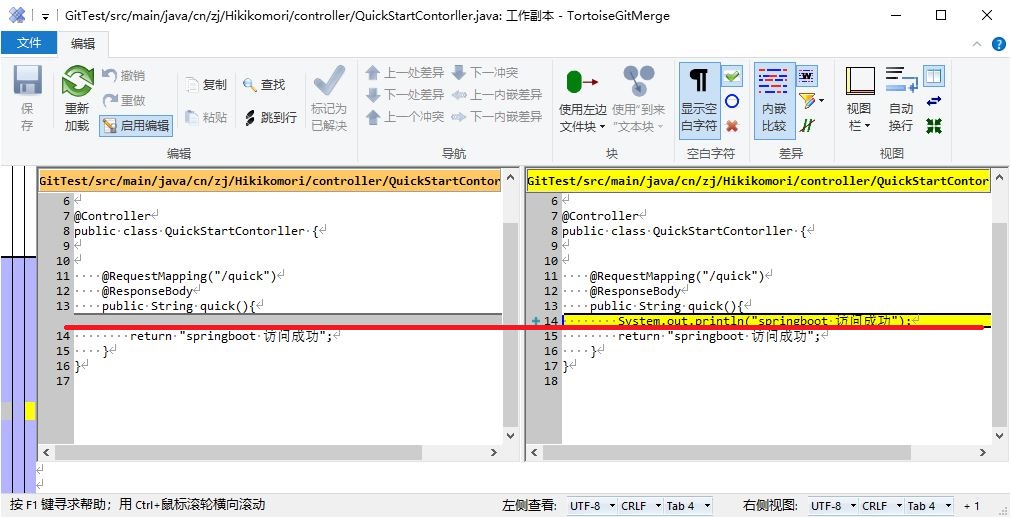 GitTest/src/main/java/cn/zj/Hikikomori/controller/QuickStartContorller.java: 工作副本 - TortoiseGitMerge
文件 编辑
保存
重新加载
撤销
重做
启用编辑
复制
粘贴
查找
跳到行
标记为已解决
编辑
上一处差异 下一冲突
下一处差异 上一内嵌差异
上一个冲突 下一内嵌差异
导航
使用左边文件块
使用“到来”文本块
块
显示空白字符
空白字符
内嵌比较
差异
视图栏
自动换行
视图
GitTest/src/main/java/cn/zj/Hikikomori/controller/QuickStartContor
6
7 @Controller
8 public class QuickStartContorller {
9
10
11 ····@RequestMapping("/quick")
12 ····@ResponseBody
13 ····public String quick(){
14 ········return "springboot 访问成功";
15 ····}
16 }
17
GitTest/src/main/java/cn/zj/Hikikomori/controller/QuickStartContor
6
7 @Controller
8 public class QuickStartContorller {
9
10
11 ····@RequestMapping("/quick")
12 ····@ResponseBody
13 ····public String quick(){
14 ········System.out.println("springboot 访问成功");
15 ········return "springboot 访问成功";
16 ····}
17 }
18
按 F1 键寻求帮助；用 Ctrl+鼠标滚轮横向滚动 左侧查看: UTF-8 CRLF Tab 4 右侧视图: UTF-8 CRLF Tab 4 + 1